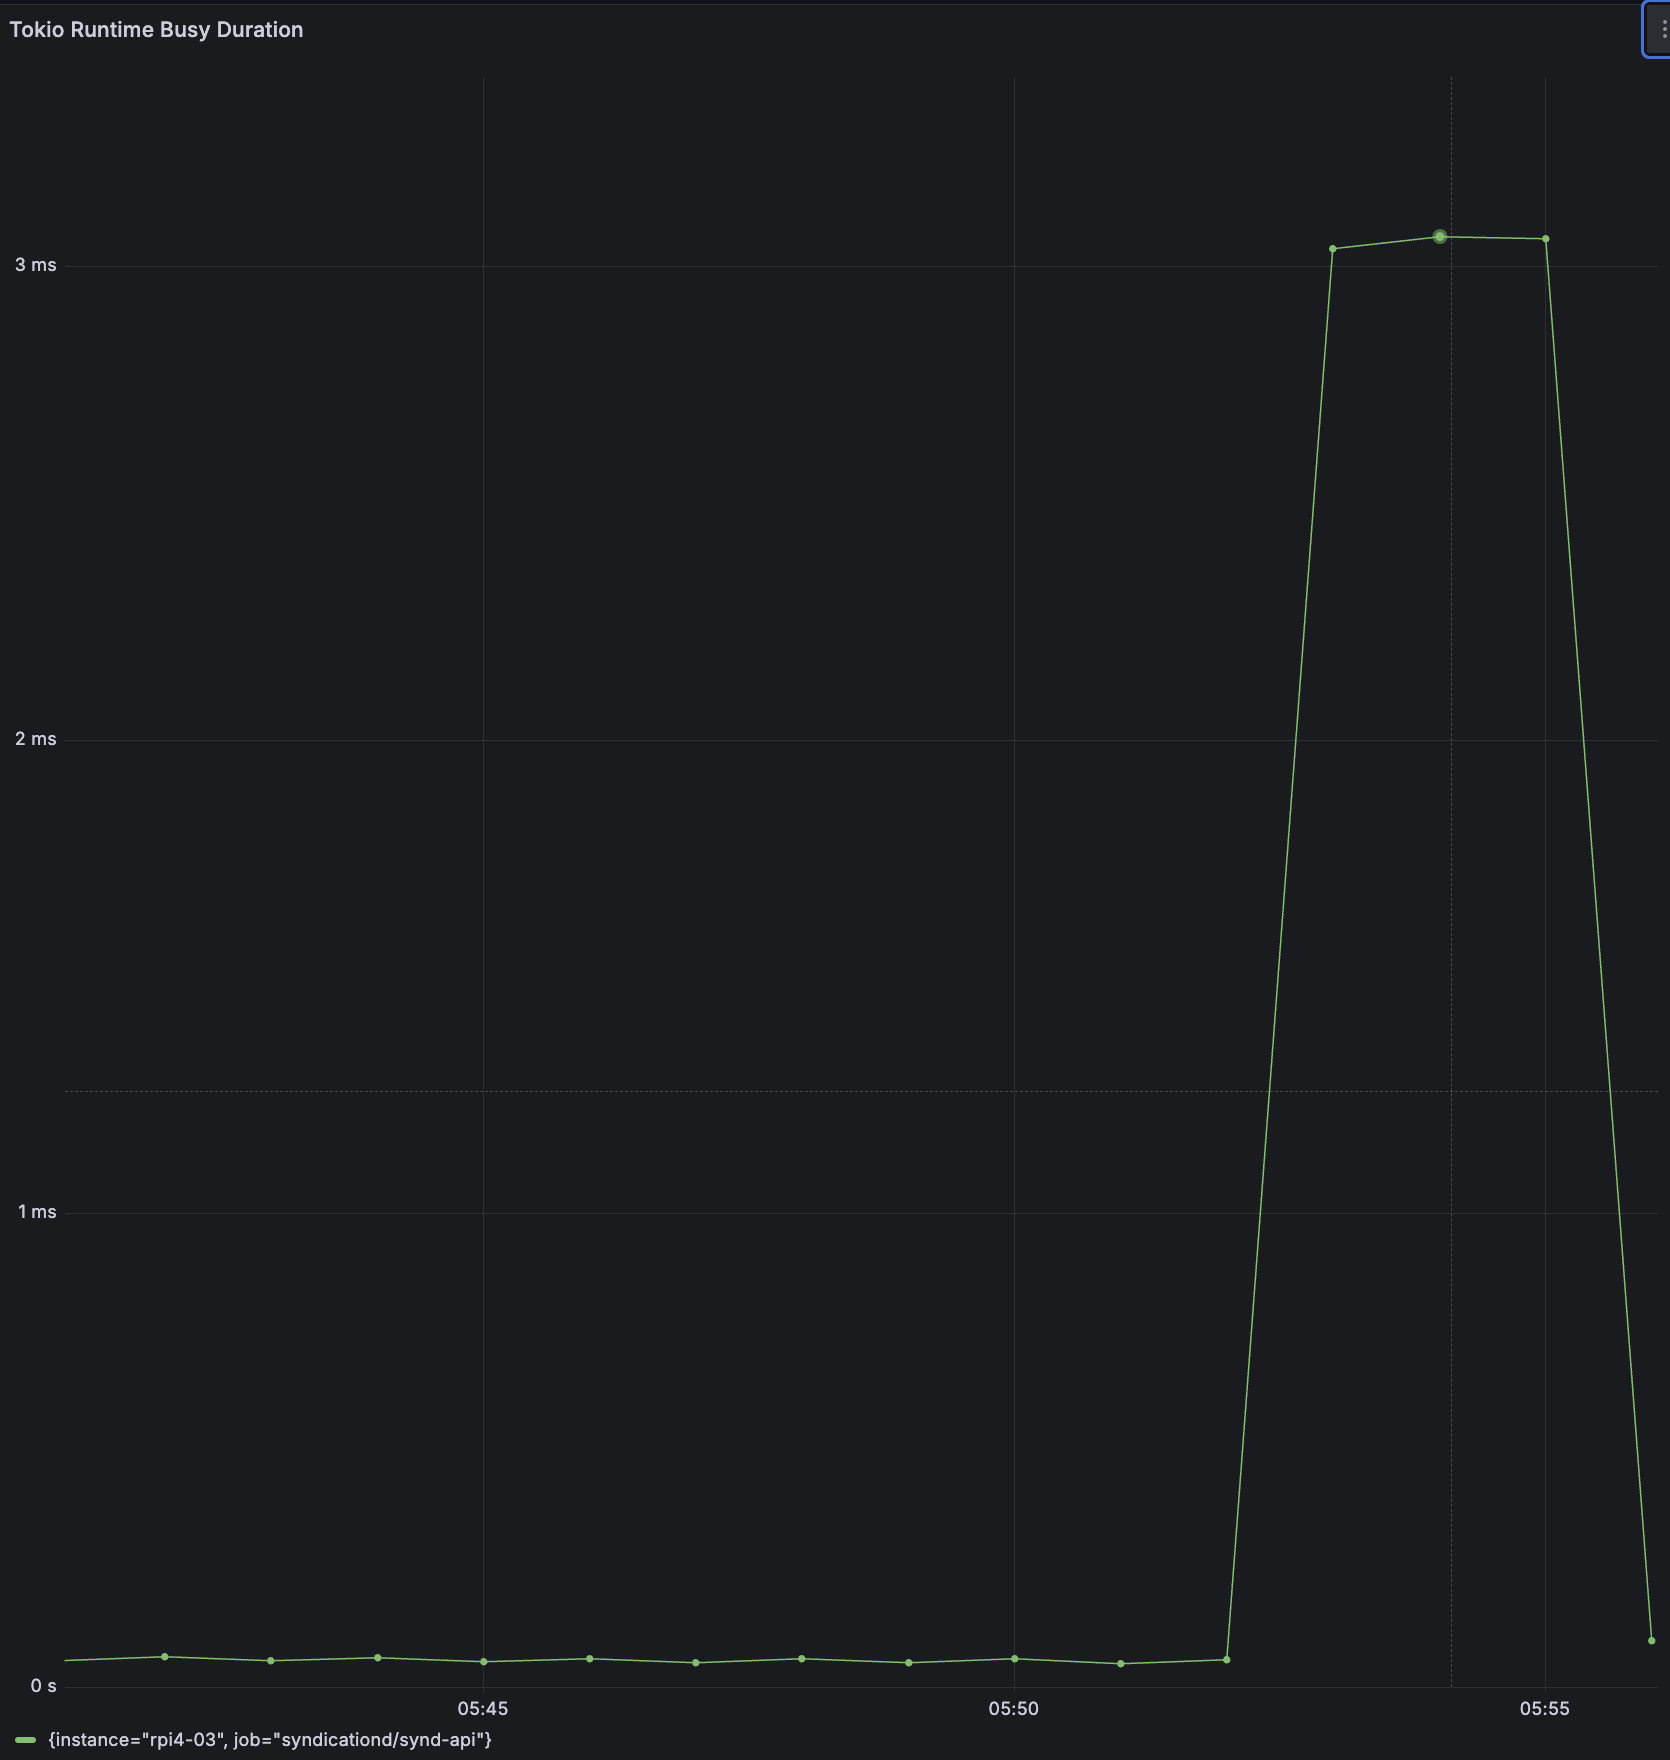 Tokio Runtime Busy Duration
3 ms
2 ms
1 ms
0 s
05:45 05:50 05:55
{instance="rpi4-03", job="syndicationd/synd-api"}